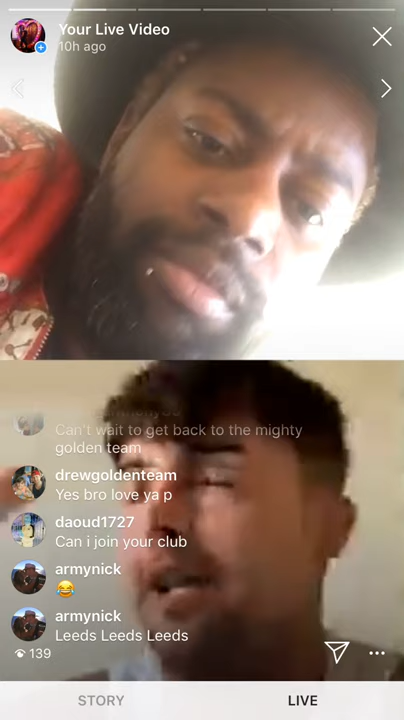 Your Live Video
10h ago
Can't wait to get back to the mighty
golden team
drewgoldenteam
Yes bro love ya p
daoud1727
Can i join your club
armynick
😂
armynick
Leeds Leeds Leeds
139
STORY
LIVE